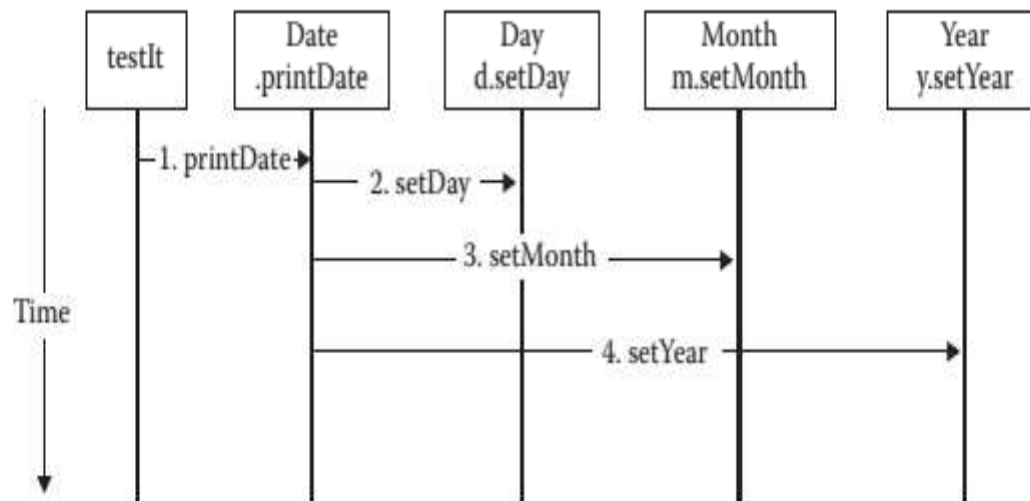 testIt
Date
.printDate
Day
d.setDay
Month
m.setMonth
Year
y.setYear
1. printDate
2. setDay
3. setMonth
Time
4. setYear